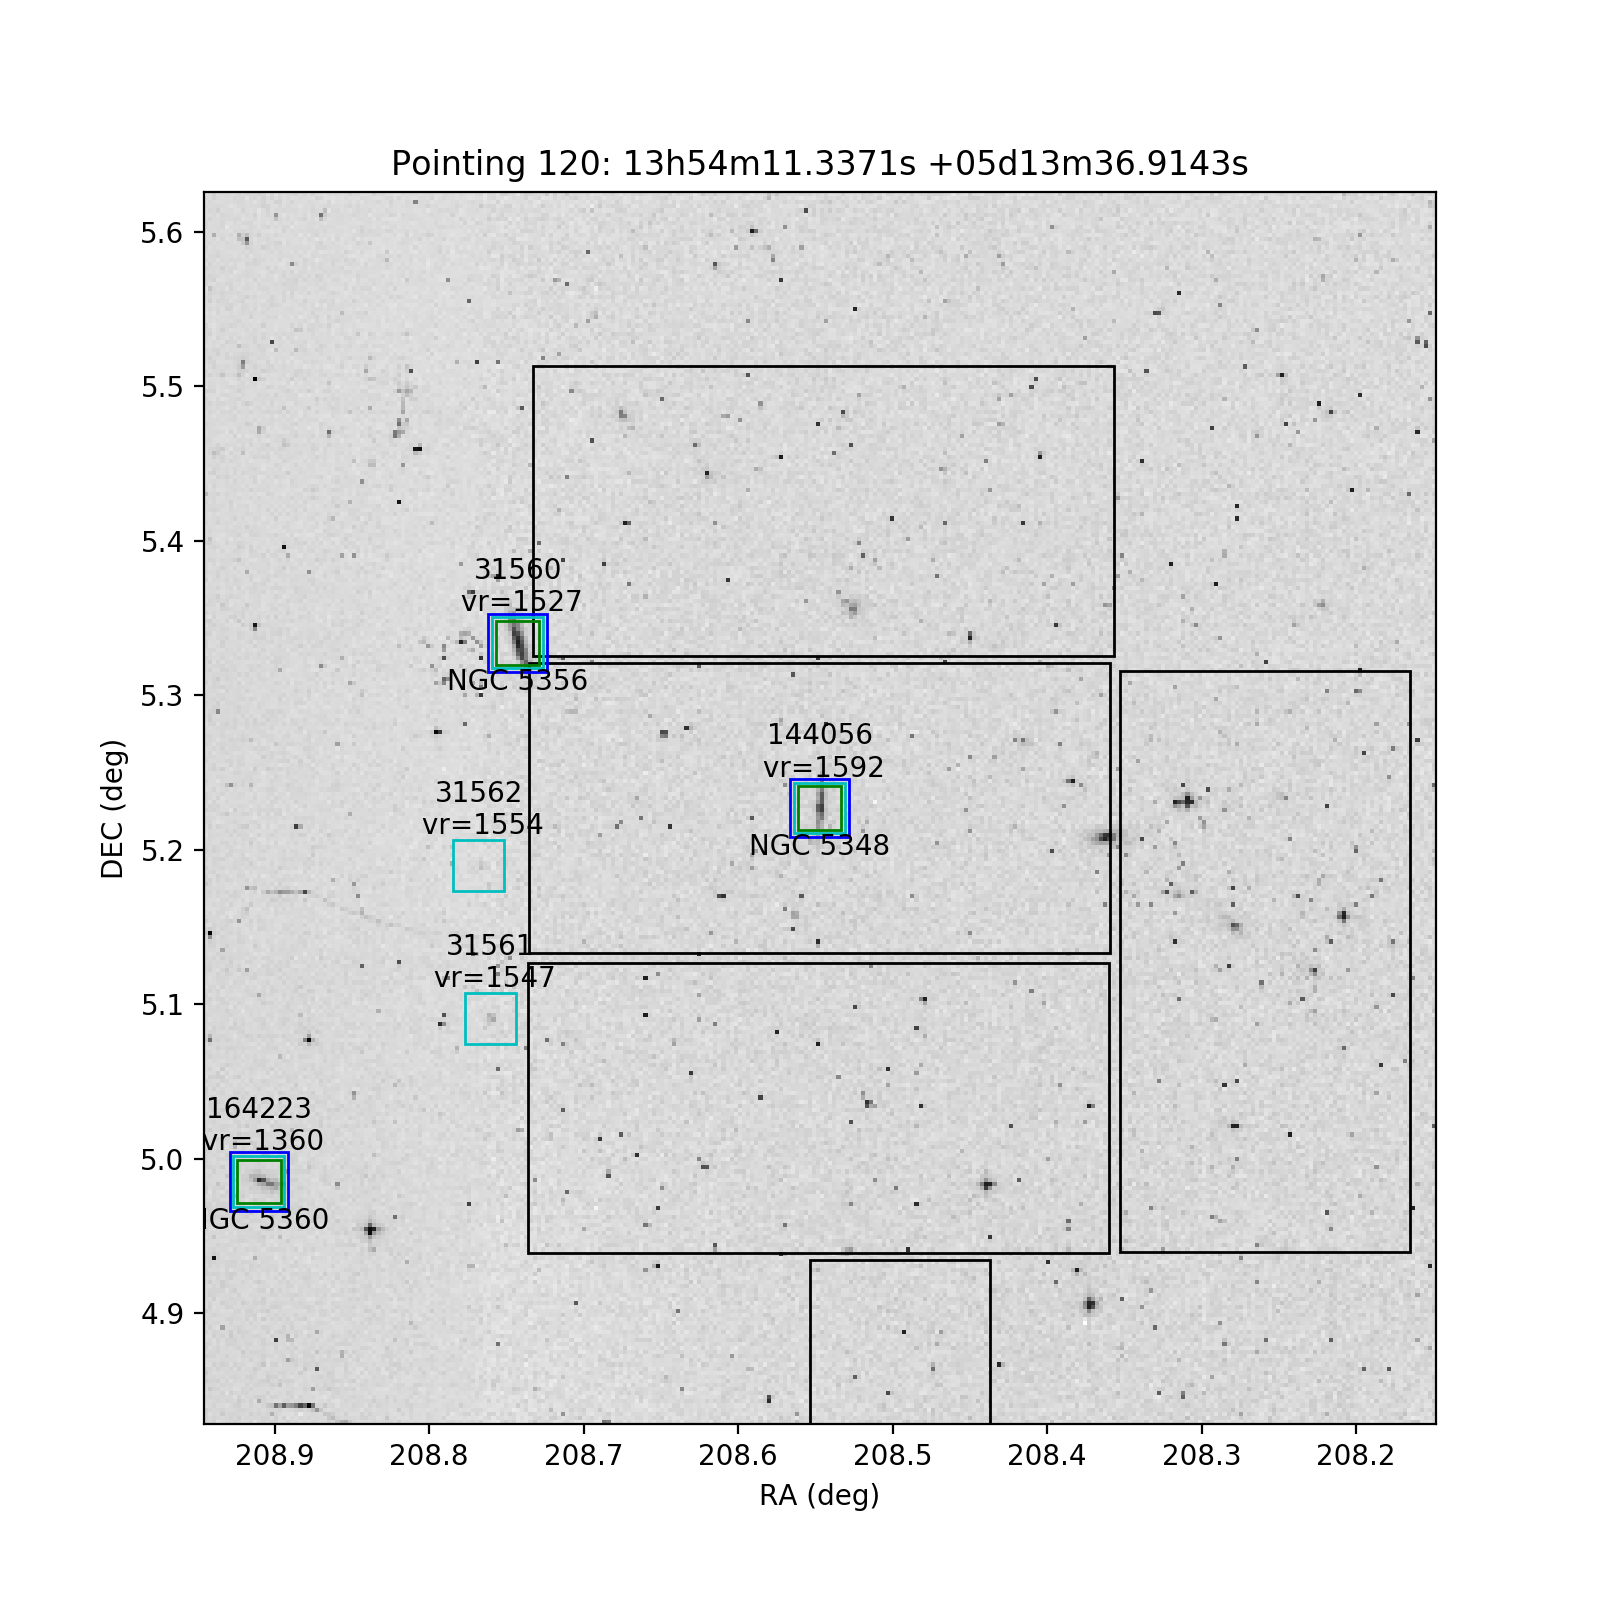 Pointing 120: 13h54m11.3371s +05d13m36.9143s
5.6
5.5
5.4
5.3
5.2
5.1
5.0
4.9
DEC (deg)
31560
vr=1527
NGC 5356
144056
vr=1592
NGC 5348
31562
vr=1554
31561
vr=1547
164223
vr=1360
NGC 5360
208.9 208.8 208.7 208.6 208.5 208.4 208.3 208.2
RA (deg)